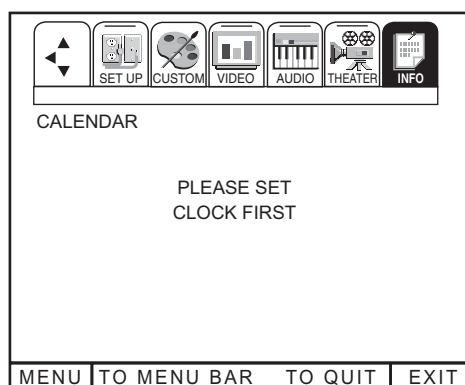 SET UP CUSTOM VIDEO AUDIO THEATER INFO
CALENDAR
PLEASE SET
CLOCK FIRST
MENU TO MENU BAR TO QUIT EXIT